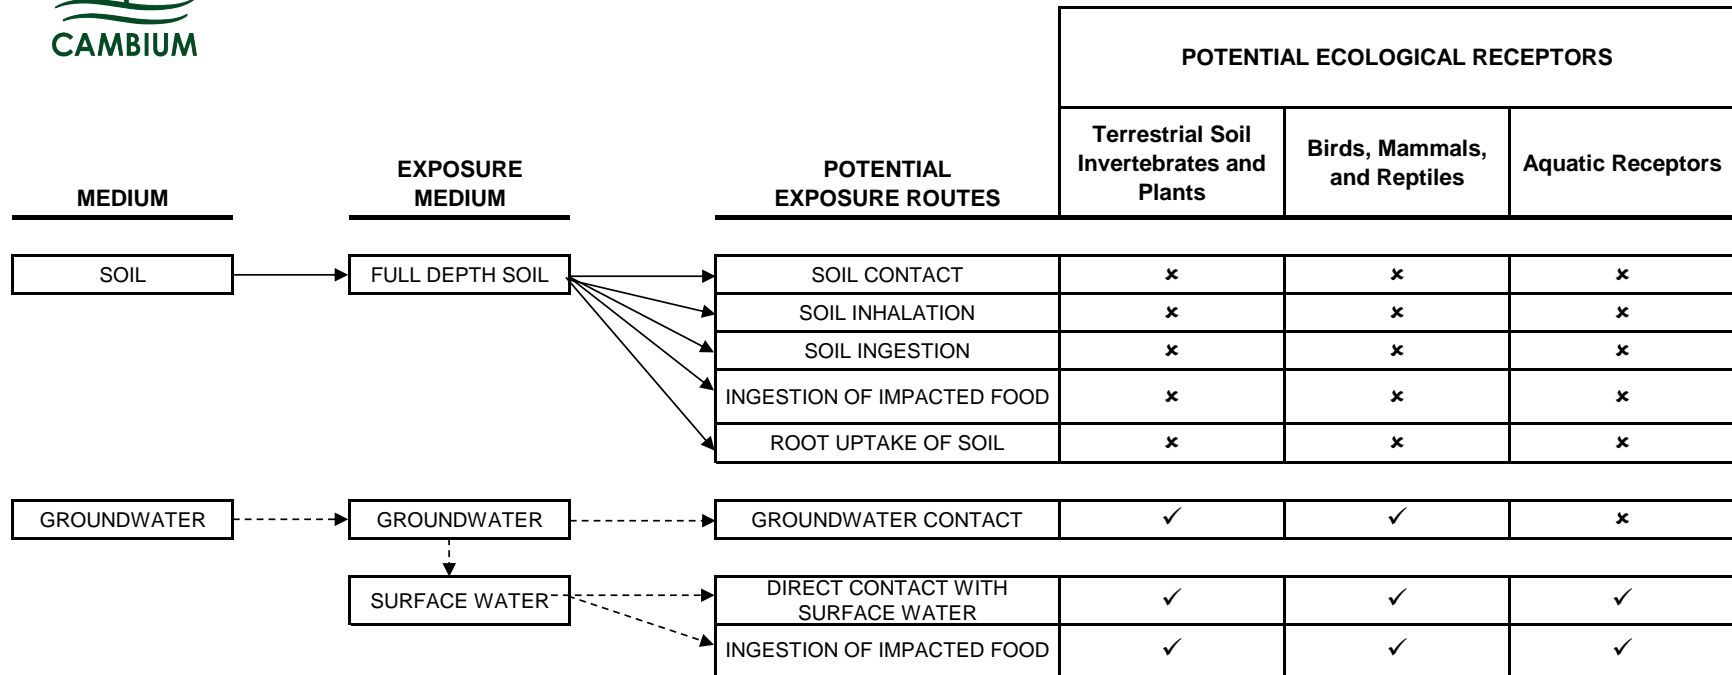 CAMBIUM
POTENTIAL ECOLOGICAL RECEPTORS
MEDIUM
EXPOSURE
MEDIUM
POTENTIAL
EXPOSURE ROUTES
Terrestrial Soil
Invertebrates and
Plants
Birds, Mammals,
and Reptiles
Aquatic Receptors
SOIL
FULL DEPTH SOIL
SOIL CONTACT
× × ×
SOIL INHALATION
× × ×
SOIL INGESTION
× × ×
INGESTION OF IMPACTED FOOD
× × ×
ROOT UPTAKE OF SOIL
× × ×
GROUNDWATER
GROUNDWATER
GROUNDWATER CONTACT
✓ ✓ ×
SURFACE WATER
DIRECT CONTACT WITH
SURFACE WATER
✓ ✓ ✓
INGESTION OF IMPACTED FOOD
✓ ✓ ✓